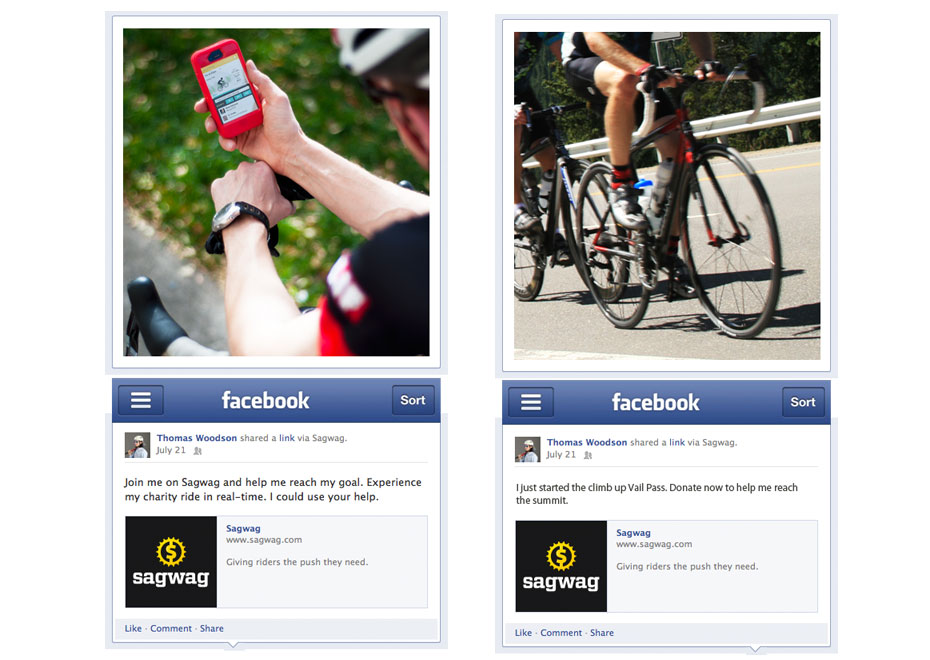 facebook
Sort
Thomas Woodson shared a link via Sagwag.
July 21
Join me on Sagwag and help me reach my goal. Experience
my charity ride in real-time. I could use your help.
$
sagwag
Sagwag
www.sagwag.com
Giving riders the push they need.
Like · Comment · Share
facebook
Sort
Thomas Woodson shared a link via Sagwag.
July 21
I just started the climb up Vail Pass. Donate now to help me reach
the summit.
$
sagwag
Sagwag
www.sagwag.com
Giving riders the push they need.
Like · Comment · Share